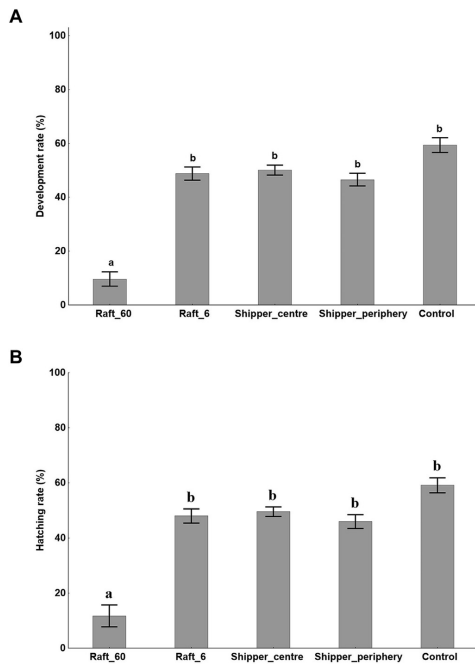 A
100
80
60
40
20
0
Development rate (%)
a
b
b
b
b
Raft_60 Raft_6 Shipper_centre Shipper_periphery Control
B
100
80
60
40
20
0
Hatching rate (%)
a
b
b
b
b
Raft_60 Raft_6 Shipper_centre Shipper_periphery Control